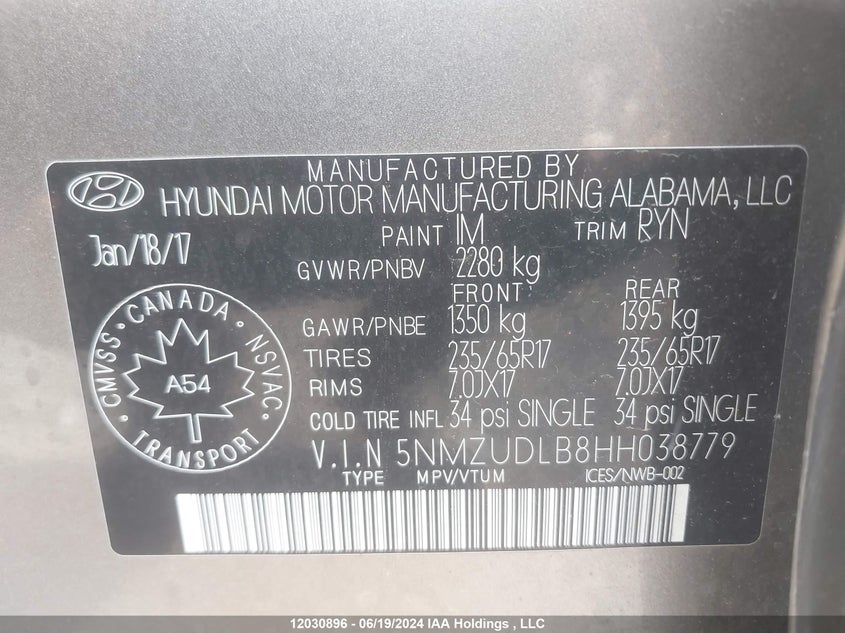 MANUFACTURED BY
HYUNDAI MOTOR MANUFACTURING ALABAMA, LLC
Jan/18/17
PAINT 1M TRIM RYN
GVWR/PNBV 2280 kg
FRONT REAR
GAWR/PNBE 1350 kg 1395 kg
TIRES 235/65R17 235/65R17
RIMS 7.0JX17 7.0JX17
COLD TIRE INFL 34 psi SINGLE 34 psi SINGLE
CMVSS · CANADA · NSVAC · TRANSPORT ·
A54
V.I.N 5NMZUDLB8HH038779
TYPE MPV/VTUM ICES/NWB-002
12030896 - 06/19/2024 IAA Holdings , LLC